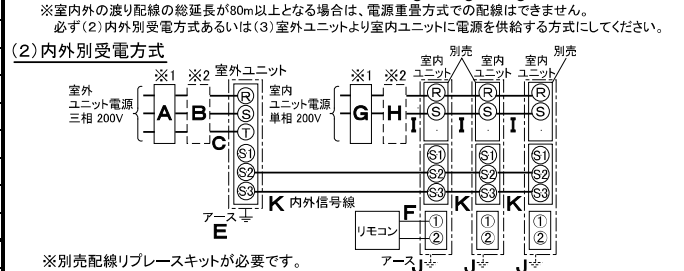 ※室内外の渡り配線の総延長が80m以上となる場合は、電源重畳方式での配線はできません。
必ず(2)内外別受電方式あるいは(3)室外ユニットより室内ユニットに電源を供給する方式にしてください。
(2)内外別受電方式
※1 ※2 室外ユニット ※1 ※2 室内ユニット 別売 室内ユニット 室内ユニット 別売
室外
ユニット電源
三相 200V
A B C
R
S
T
S1
S2
S3
室内
ユニット電源
単相 200V
G H I I I
R R R
S S S
S1 S1 S1
S2 S2 S2
S3 S3 S3
K 内外信号線 K K
アース
E
リモコン
F
① ① ①
② ② ②
アース J J J
※別売配線リプレースキットが必要です。